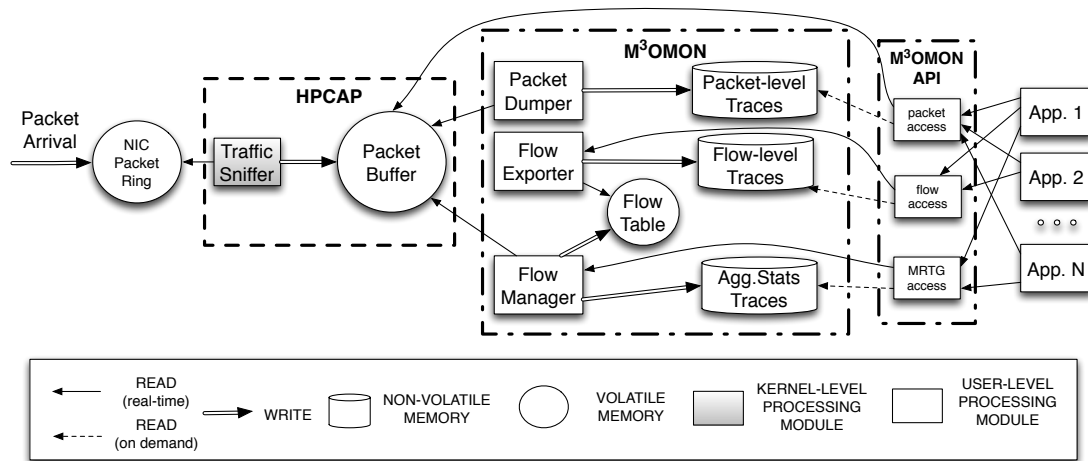 M³OMON
M³OMON
API
HPCAP
Packet
Arrival
NIC
Packet
Ring
Traffic
Sniffer
Packet
Buffer
Packet
Dumper
Packet-level
Traces
Flow
Exporter
Flow-level
Traces
Flow
Table
Flow
Manager
Agg.Stats
Traces
packet
access
flow
access
MRTG
access
App. 1
App. 2
App. N
READ
(real-time)
READ
(on demand)
WRITE
NON-VOLATILE
MEMORY
VOLATILE
MEMORY
KERNEL-LEVEL
PROCESSING
MODULE
USER-LEVEL
PROCESSING
MODULE